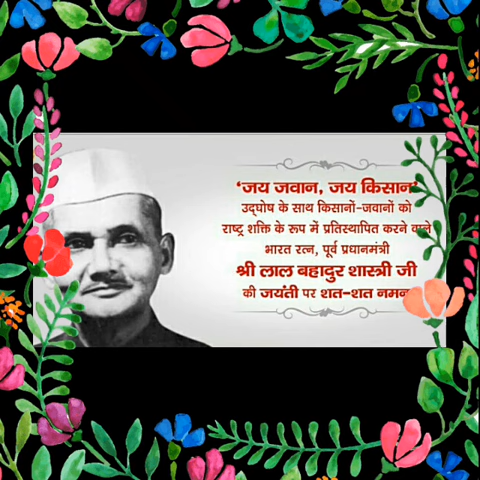 'जय जवान, जय किसान'
उद्घोष के साथ किसानों-जवानों को
राष्ट्र शक्ति के रूप में प्रतिस्थापित करने वाले
भारत रत्न, पूर्व प्रधानमंत्री
श्री लाल बहादुर शास्त्री जी
की जयंती पर शत-शत नमन